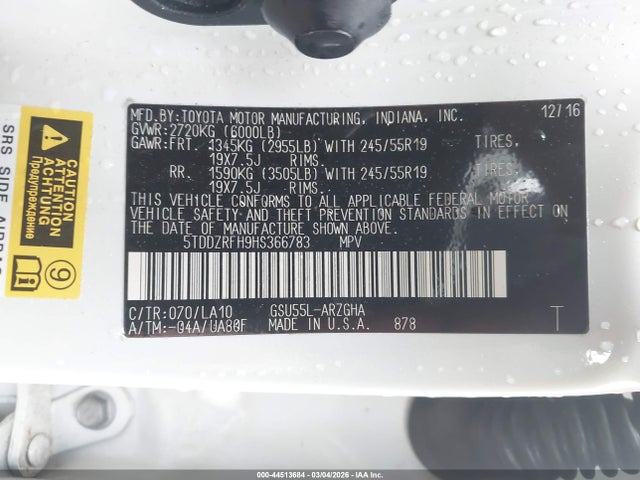 MFD.BY:TOYOTA MOTOR MANUFACTURING, INDIANA, INC. 12/16
GVWR:2720KG (6000LB)
GAWR:FRT. 1345KG (2955LB) WITH 245/55R19 TIRES,
19X7.5J RIMS.
RR. 1590KG (3505LB) WITH 245/55R19 TIRES,
19X7.5J RIMS.
THIS VEHICLE CONFORMS TO ALL APPLICABLE FEDERAL MOTOR
VEHICLE SAFETY AND THEFT PREVENTION STANDARDS IN EFFECT ON
THE DATE OF MANUFACTURE SHOWN ABOVE.
5TDDZRFH9HS366783 MPV
C/TR:070/LA10 GSU55L-ARZGHA
A/TM:-04A/UA80F MADE IN U.S.A. 878 T
SRS SIDE AIRBAG
CAUTION
ATTENTION
Предупреждение
9
000-44513684 | 03/04/2026 - IAA Inc.